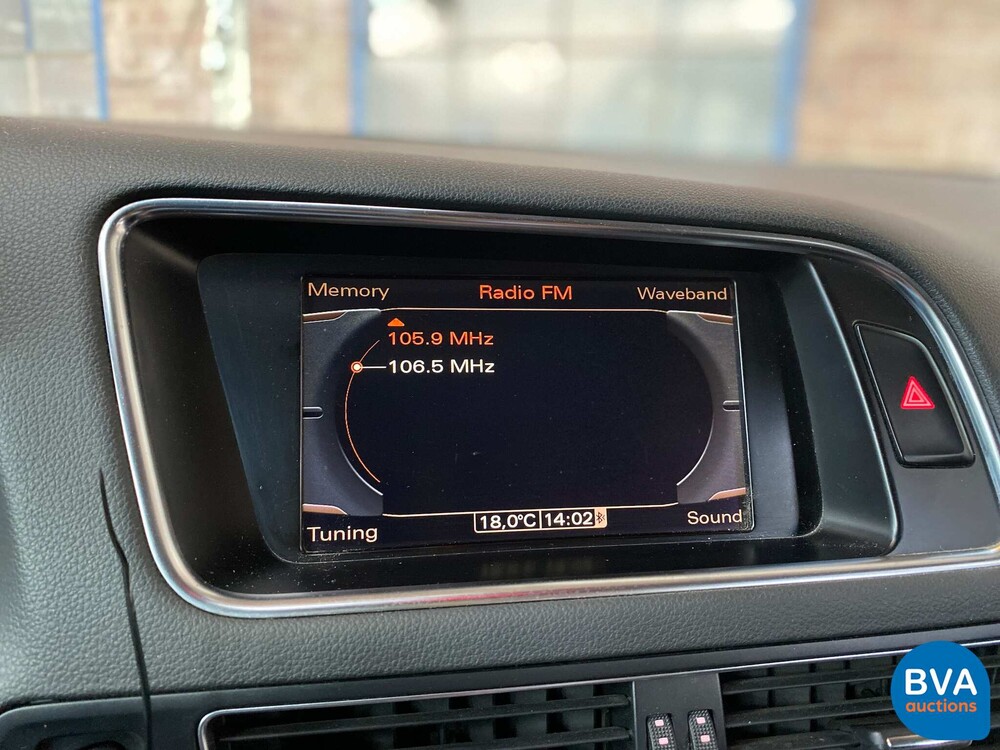 Memory Radio FM Waveband
105.9 MHz
106.5 MHz
Tuning 18,0°C 14:02 Sound
BVA
auctions